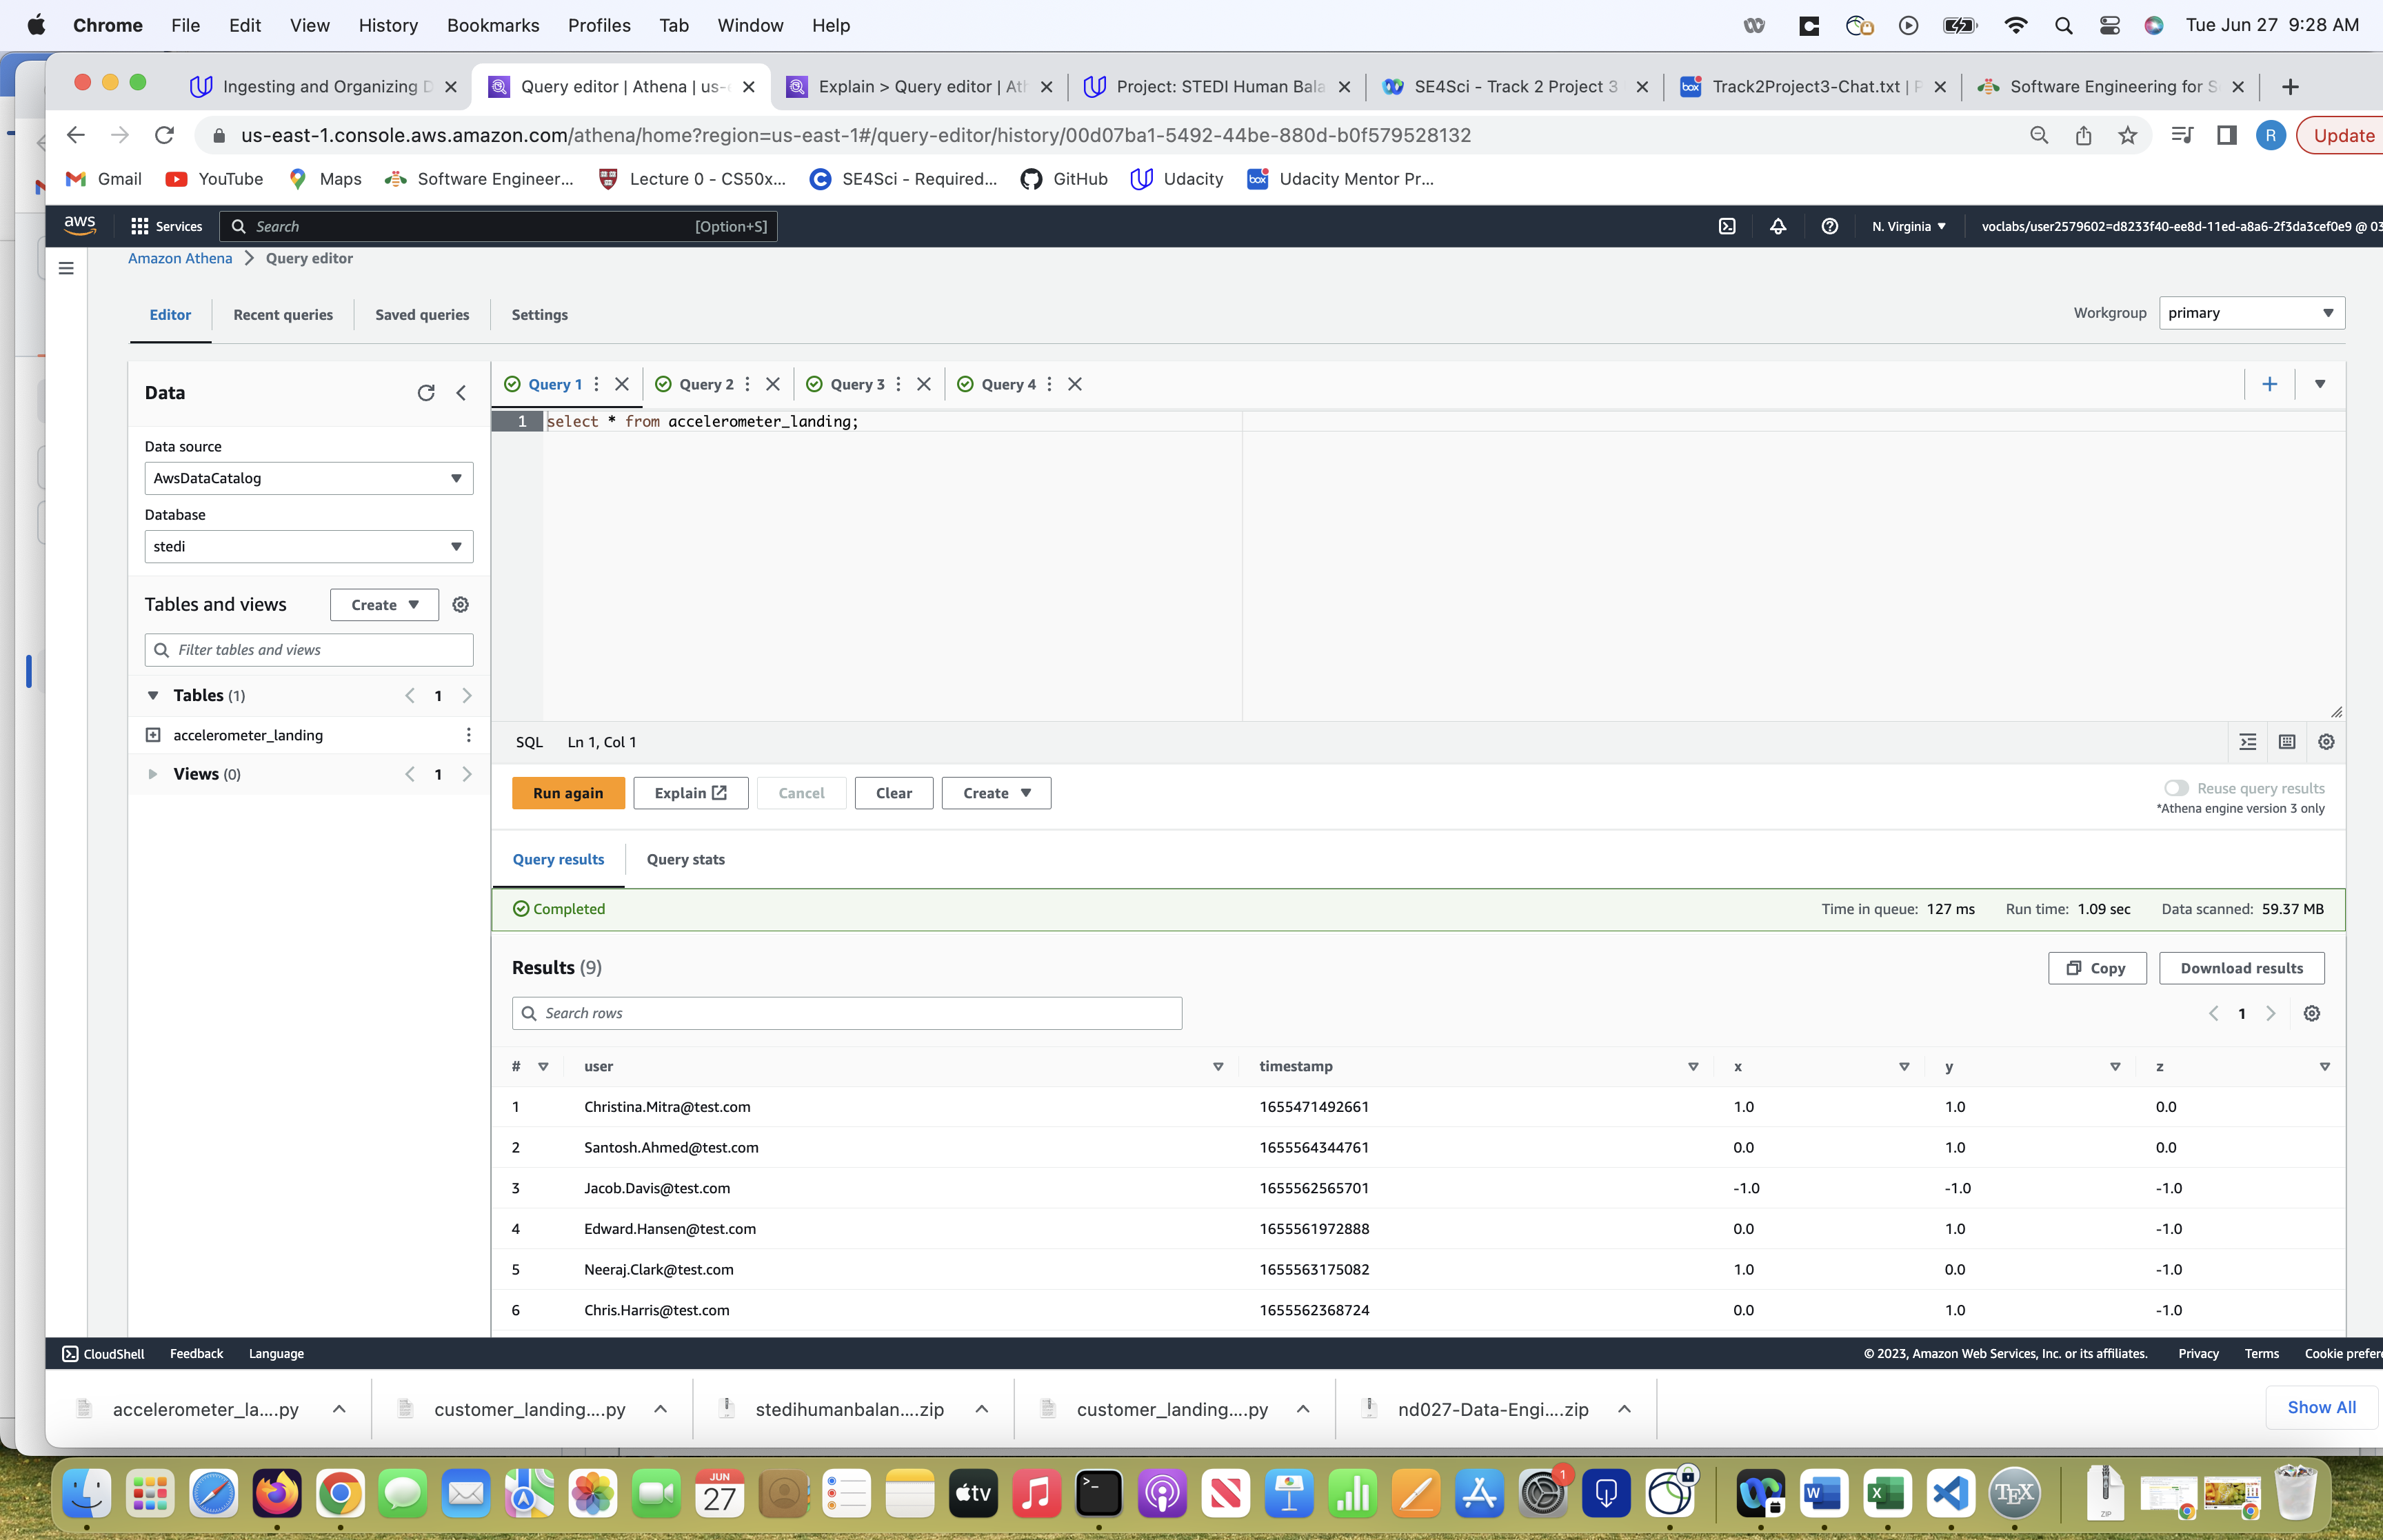 Chrome File Edit View History Bookmarks Profiles Tab Window Help Tue Jun 27 9:28 AM
Ingesting and Organizing D Query editor | Athena | us- Explain > Query editor | Ath Project: STEDI Human Bala SE4Sci - Track 2 Project 3 Track2Project3-Chat.txt | P Software Engineering for S
us-east-1.console.aws.amazon.com/athena/home?region=us-east-1#/query-editor/history/00d07ba1-5492-44be-880d-b0f579528132 R Update
Gmail YouTube Maps Software Engineer... Lecture 0 - CS50x... SE4Sci - Required... GitHub Udacity box Udacity Mentor Pr...
aws Services Search [Option+S] N. Virginia voclabs/user2579602=d8233f40-ee8d-11ed-a8a6-2f3da3cef0e9 @ 03
Amazon Athena > Query editor
Editor Recent queries Saved queries Settings Workgroup primary
Data
Query 1 Query 2 Query 3 Query 4
1 select * from accelerometer_landing;
Data source
AwsDataCatalog
Database
stedi
Tables and views Create
Filter tables and views
Tables (1) 1
accelerometer_landing
Views (0) 1
SQL Ln 1, Col 1
Run again Explain Cancel Clear Create Reuse query results
*Athena engine version 3 only
Query results Query stats
Completed Time in queue: 127 ms Run time: 1.09 sec Data scanned: 59.37 MB
Results (9) Copy Download results
Search rows 1
# user timestamp x y z
1 Christina.Mitra@test.com 1655471492661 1.0 1.0 0.0
2 Santosh.Ahmed@test.com 1655564344761 0.0 1.0 0.0
3 Jacob.Davis@test.com 1655562565701 -1.0 -1.0 -1.0
4 Edward.Hansen@test.com 1655561972888 0.0 1.0 -1.0
5 Neeraj.Clark@test.com 1655563175082 1.0 0.0 -1.0
6 Chris.Harris@test.com 1655562368724 0.0 1.0 -1.0
CloudShell Feedback Language © 2023, Amazon Web Services, Inc. or its affiliates. Privacy Terms Cookie prefer
accelerometer_la....py customer_landing....py stedihumanbalan....zip customer_landing....py nd027-Data-Engi....zip Show All
JUN
27 tv 1 W X TEX ZIP